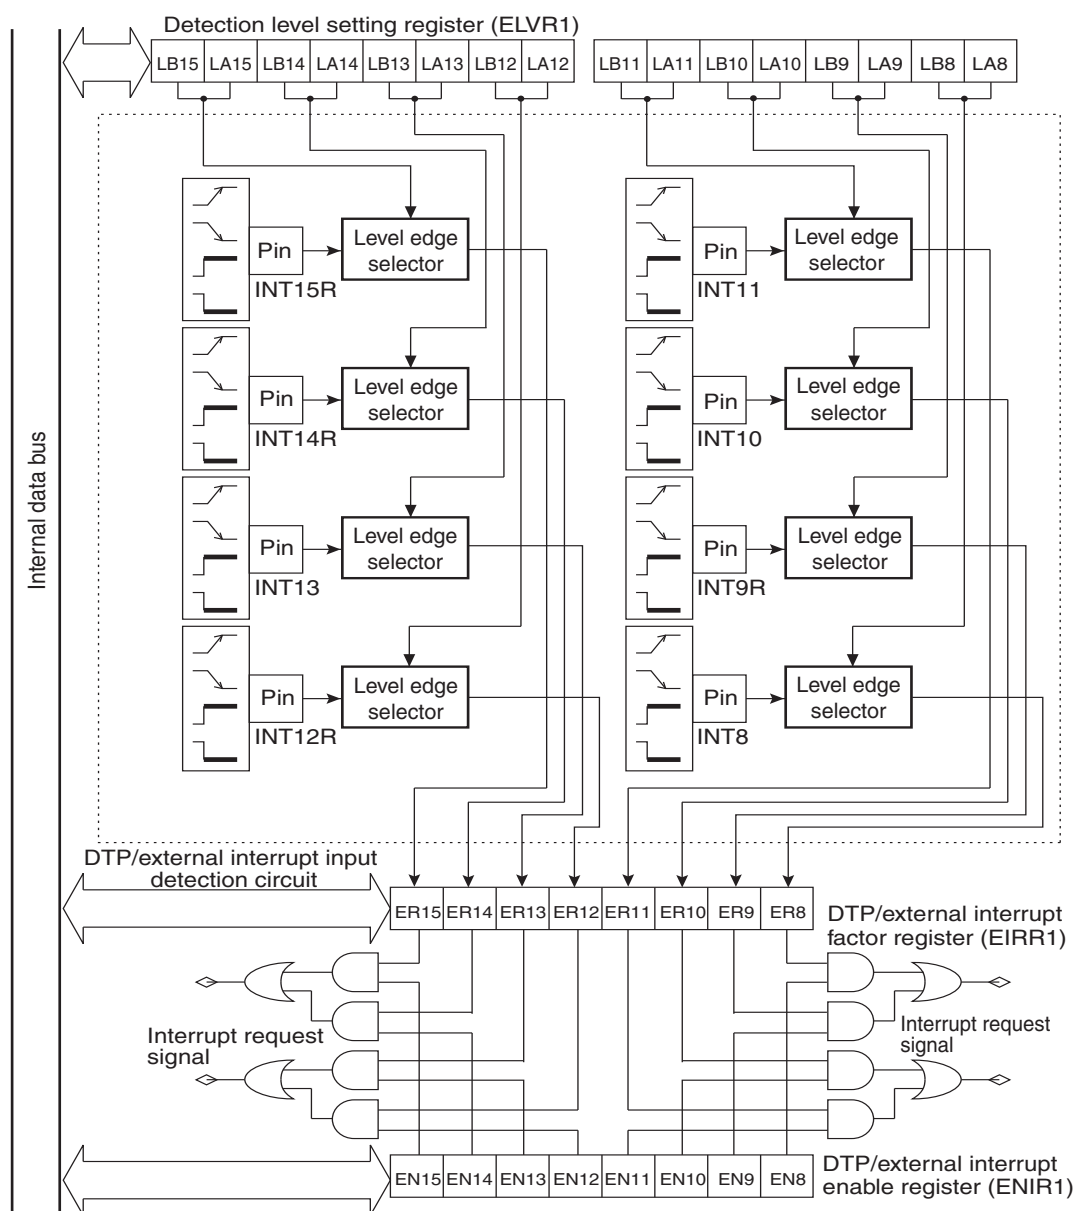 Detection level setting register (ELVR1)
LB15 LA15 LB14 LA14 LB13 LA13 LB12 LA12
LB11 LA11 LB10 LA10 LB9 LA9 LB8 LA8
Pin
Level edge
selector
INT15R
Pin
Level edge
selector
INT11
Pin
Level edge
selector
INT14R
Pin
Level edge
selector
INT10
Internal data bus
Pin
Level edge
selector
INT13
Pin
Level edge
selector
INT9R
Pin
Level edge
selector
INT12R
Pin
Level edge
selector
INT8
DTP/external interrupt input
detection circuit
ER15 ER14 ER13 ER12 ER11 ER10 ER9 ER8
DTP/external interrupt
factor register (EIRR1)
Interrupt request
signal
Interrupt request
signal
EN15 EN14 EN13 EN12 EN11 EN10 EN9 EN8
DTP/external interrupt
enable register (ENIR1)